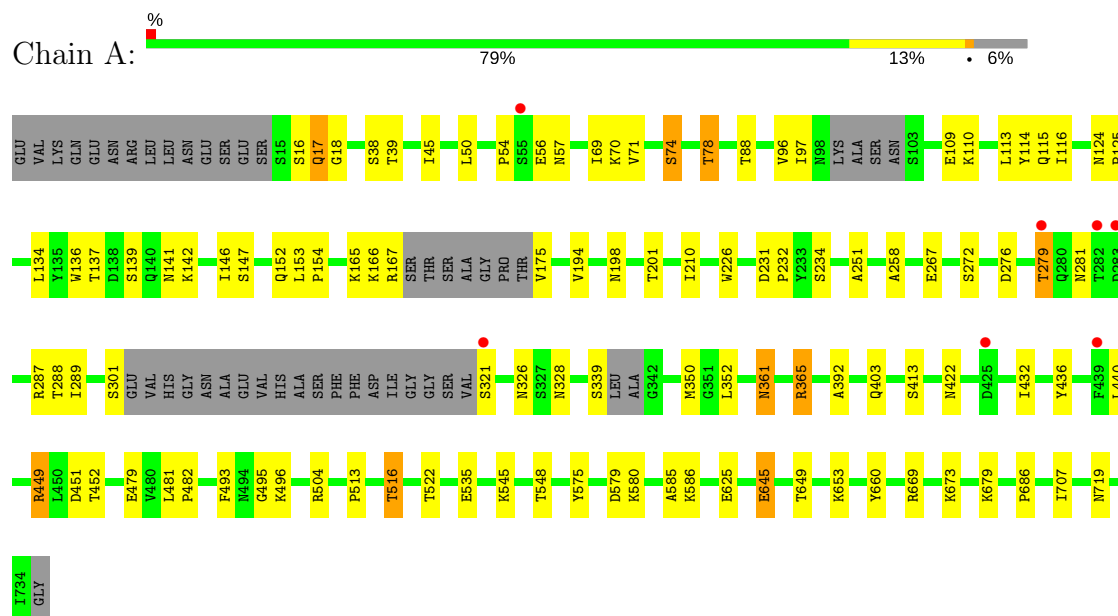 %
Chain A:
79% 13% • 6%
GLU VAL LYS GLN GLU ASN ARG LEU LEU ASN GLU SER GLU SER S15 S16 Q17 G18 S38 T39 I45 L50 P54 S55 E56 N57 I69 K70 V71 S74 T78 T88 V96 I97 N98 LYS ALA SER ASN S103 E109 K110 L113 Y114 Q115 I116 N124
L134 Y135 W136 T137 D138 S139 Q140 N141 K142 I146 S147 Q152 L153 P154 K165 K166 R167 SER THR SER ALA GLY PRO THR V175 V194 N198 T201 I210 W226 D231 P232 Y233 S234 A251 A258 E267 S272 D276 T279 Q280 N281 T282
R287 T288 I289 S301 GLU VAL HIS GLY ASN ALA GLU VAL HIS ALA SER PHE PHE ASP ILE GLY GLY SER VAL S321 N326 S327 N328 S339 LEU ALA G342 M350 G351 L352 N361 R365 A392 Q403 S413 N422 D425 I432 Y436 F439
R449 L450 D451 T452 E479 V480 L481 P482 F493 N494 G495 K496 R504 P513 T516 T522 E535 K545 T548 Y575 D579 K580 A585 K586 E625 E645 T649 K653 Y660 R669 K673 K679 P686 I707 N719
I734 GLY